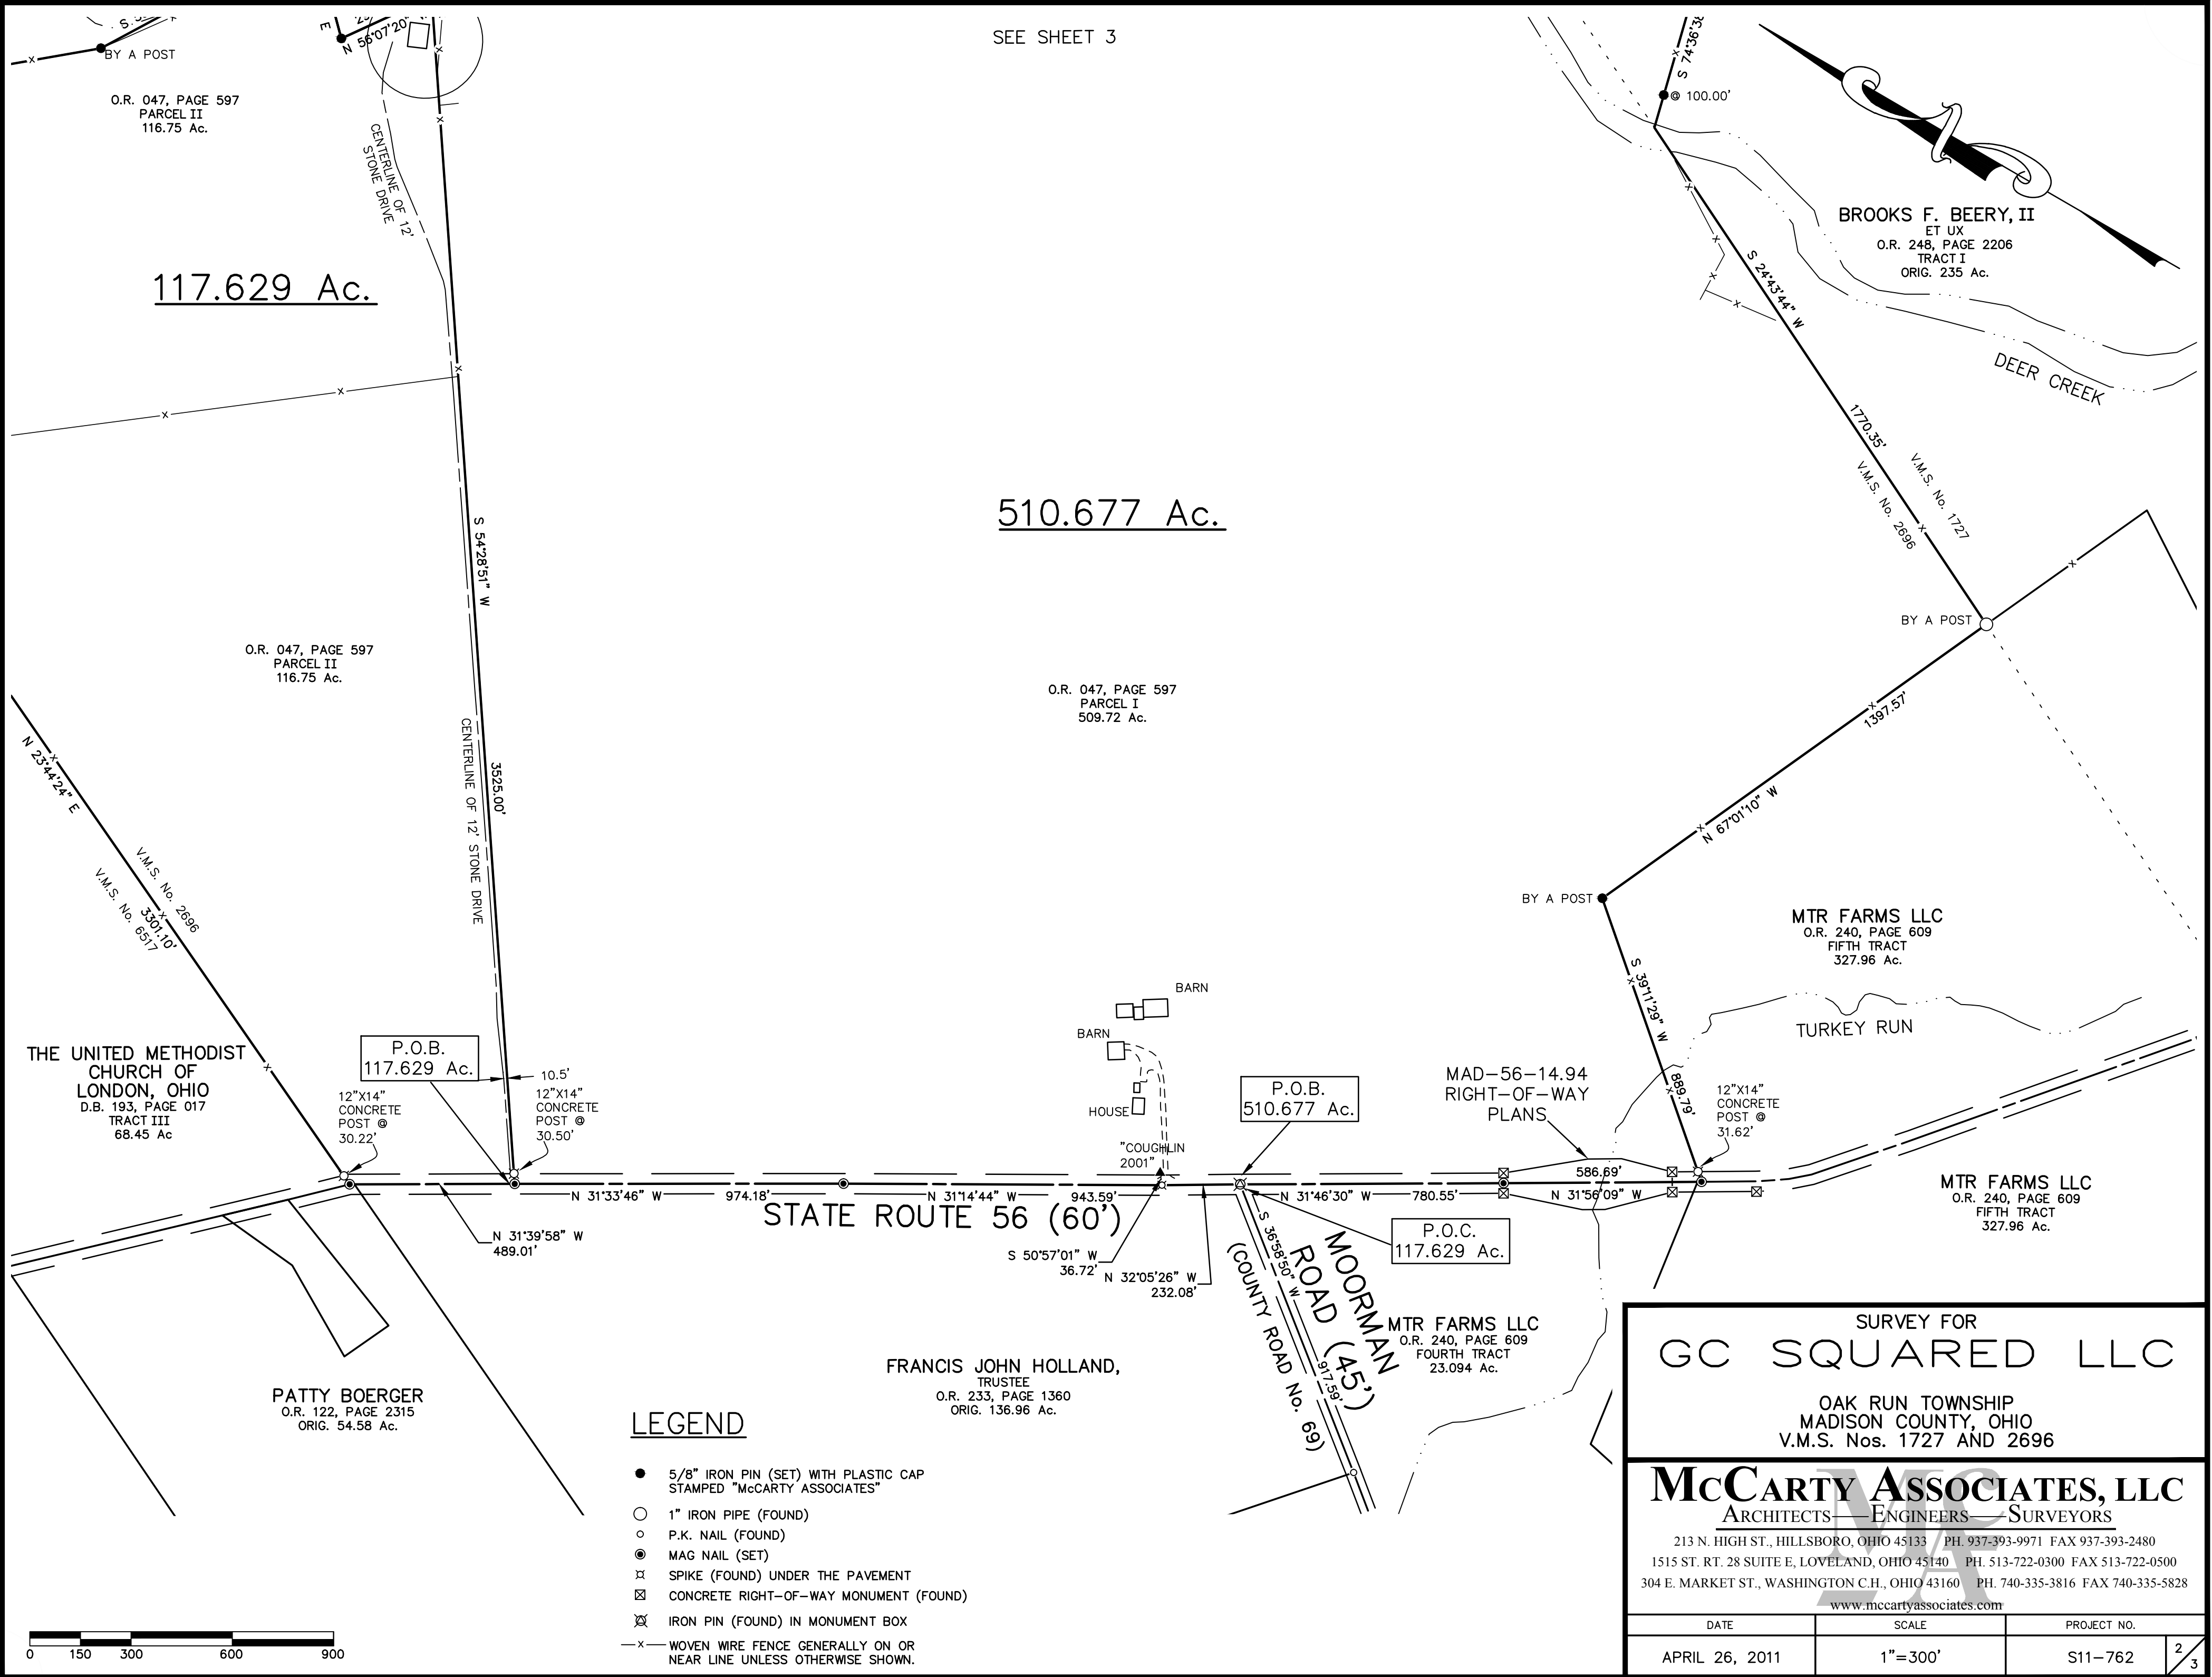 SEE SHEET 3
BY A POST
N 56°07'20"
E
O.R. 047, PAGE 597
PARCEL II
116.75 Ac.
CENTERLINE OF 12'
STONE DRIVE
@ 100.00'
BROOKS F. BEERY, II
ET UX
O.R. 248, PAGE 2206
TRACT I
ORIG. 235 Ac.
117.629 Ac.
S 24°43'44" W
1770.35'
DEER CREEK
V.M.S. No. 1727
V.M.S. No. 2696
510.677 Ac.
S 54°28'51" W
3525.00'
CENTERLINE OF 12' STONE DRIVE
O.R. 047, PAGE 597
PARCEL II
116.75 Ac.
O.R. 047, PAGE 597
PARCEL I
509.72 Ac.
BY A POST
1397.57'
N 67°01'10" W
N 23°44'24" E
V.M.S. No. 2696
3301.10'
V.M.S. No. 6517
BY A POST
MTR FARMS LLC
O.R. 240, PAGE 609
FIFTH TRACT
327.96 Ac.
S 39°11'29" W
889.79'
TURKEY RUN
THE UNITED METHODIST
CHURCH OF
LONDON, OHIO
D.B. 193, PAGE 017
TRACT III
68.45 Ac
P.O.B.
117.629 Ac.
10.5'
12"X14"
CONCRETE
POST @
30.22'
12"X14"
CONCRETE
POST @
30.50'
BARN
BARN
HOUSE
"COUGHLIN
2001"
P.O.B.
510.677 Ac.
MAD-56-14.94
RIGHT-OF-WAY
PLANS
12"X14"
CONCRETE
POST @
31.62'
586.69'
N 31°33'46" W
974.18'
N 31°14'44" W
943.59'
N 31°46'30" W
780.55'
N 31°56'09" W
STATE ROUTE 56 (60')
N 31°39'58" W
489.01'
S 50°57'01" W
36.72'
N 32°05'26" W
232.08'
P.O.C.
117.629 Ac.
S 36°58'50" W
917.59'
MOORMAN
ROAD (45')
(COUNTY ROAD No. 69)
MTR FARMS LLC
O.R. 240, PAGE 609
FIFTH TRACT
327.96 Ac.
MTR FARMS LLC
O.R. 240, PAGE 609
FOURTH TRACT
23.094 Ac.
PATTY BOERGER
O.R. 122, PAGE 2315
ORIG. 54.58 Ac.
FRANCIS JOHN HOLLAND,
TRUSTEE
O.R. 233, PAGE 1360
ORIG. 136.96 Ac.
LEGEND
5/8" IRON PIN (SET) WITH PLASTIC CAP
STAMPED "McCARTY ASSOCIATES"
1" IRON PIPE (FOUND)
P.K. NAIL (FOUND)
MAG NAIL (SET)
SPIKE (FOUND) UNDER THE PAVEMENT
CONCRETE RIGHT-OF-WAY MONUMENT (FOUND)
IRON PIN (FOUND) IN MONUMENT BOX
—x— WOVEN WIRE FENCE GENERALLY ON OR
NEAR LINE UNLESS OTHERWISE SHOWN.
0 150 300 600 900
SURVEY FOR
GC SQUARED LLC
OAK RUN TOWNSHIP
MADISON COUNTY, OHIO
V.M.S. Nos. 1727 AND 2696
McCARTY ASSOCIATES, LLC
ARCHITECTS—ENGINEERS—SURVEYORS
213 N. HIGH ST., HILLSBORO, OHIO 45133 PH. 937-393-9971 FAX 937-393-2480
1515 ST. RT. 28 SUITE E, LOVELAND, OHIO 45140 PH. 513-722-0300 FAX 513-722-0500
304 E. MARKET ST., WASHINGTON C.H., OHIO 43160 PH. 740-335-3816 FAX 740-335-5828
www.mccartyassociates.com
DATE SCALE PROJECT NO.
APRIL 26, 2011 1"=300' S11-762 2/3